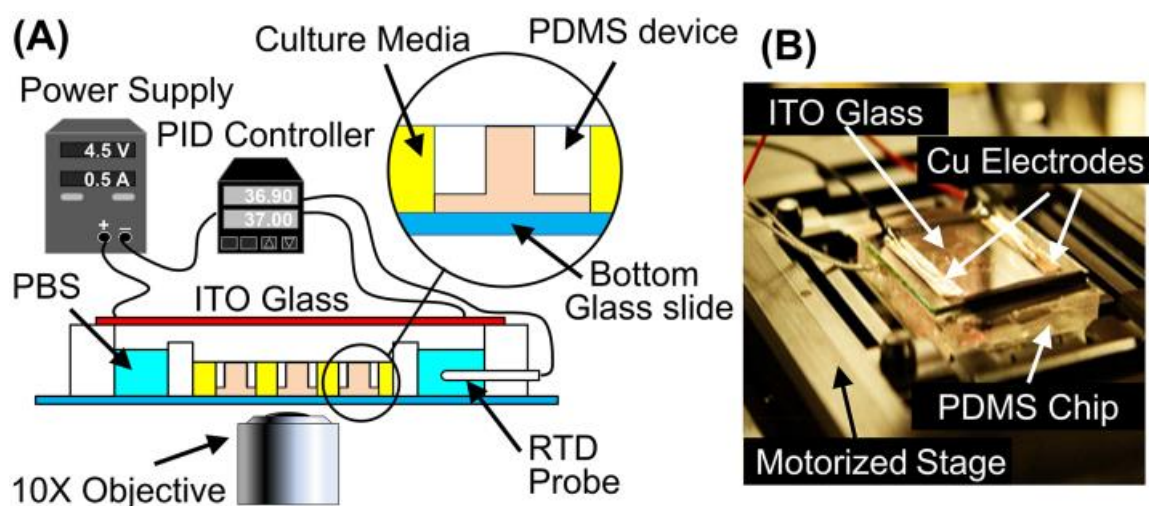 (A)
Culture Media
PDMS device
Power Supply
PID Controller
4.5 V
0.5 A
+ −
36.90
37.00
PBS
ITO Glass
Bottom
Glass slide
10X Objective
RTD
Probe
(B)
ITO Glass
Cu Electrodes
PDMS Chip
Motorized Stage